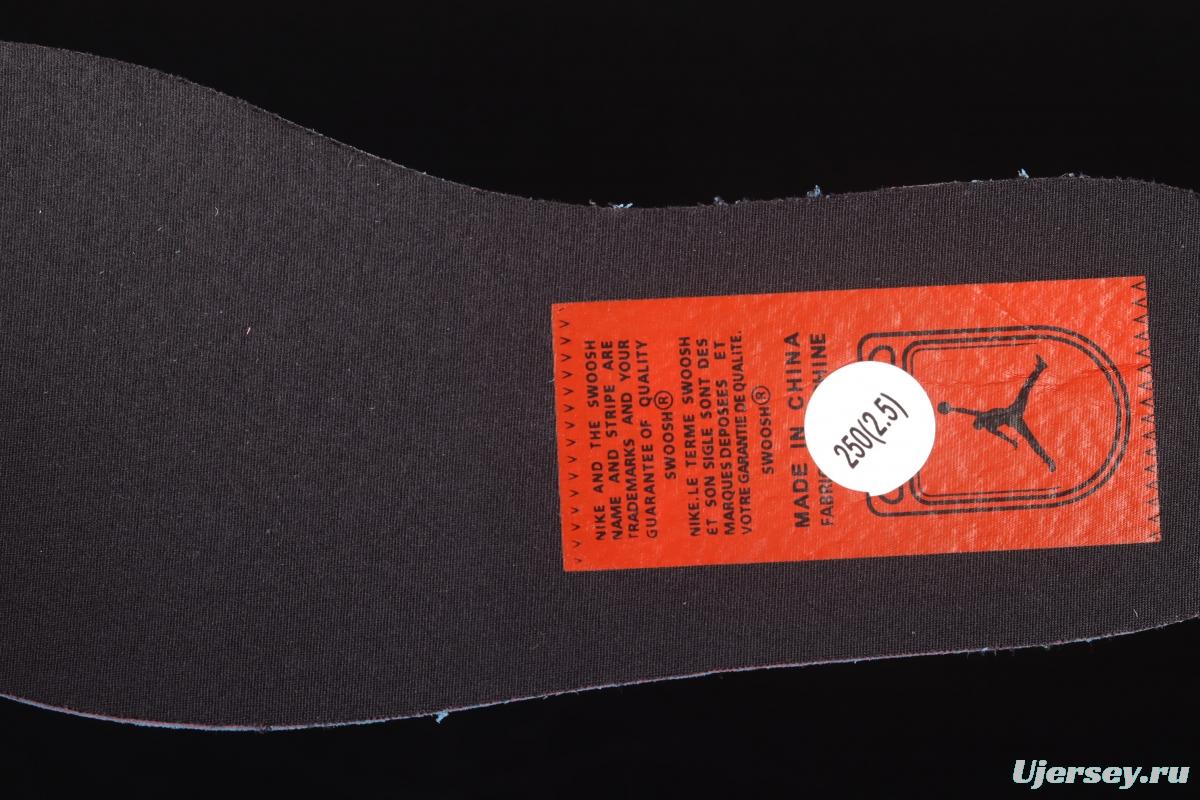 NIKE AND THE SWOOSH
NAME AND STRIPE ARE
TRADEMARKS AND YOUR
GUARANTEE OF QUALITY
SWOOSH®
NIKE.LE TERME SWOOSH
ET SON SIGLE SONT DES
MARQUES DEPOSEES ET
VOTRE GARANTIE DE QUALITE.
SWOOSH®
MADE IN CHINA
250(2.5)
Ujersey.ru